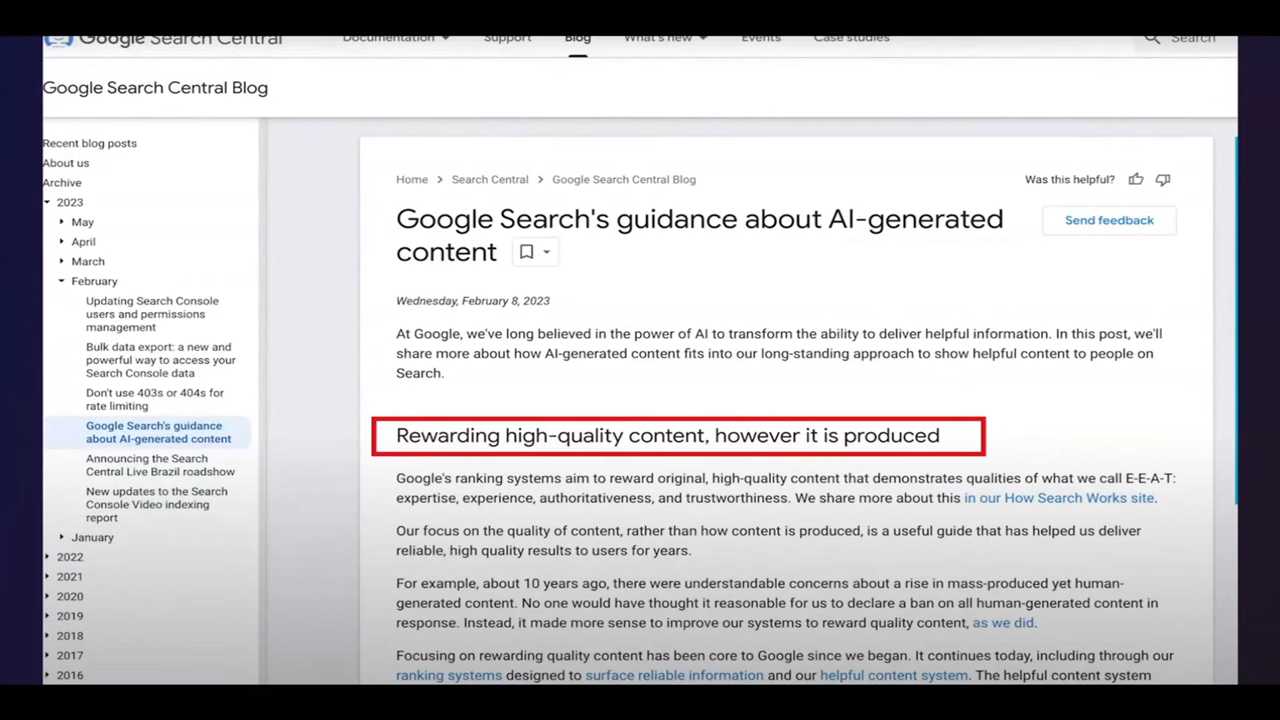 Google Search Central
Documentation
Support
Blog
What's new
Events
Case studies
Search
Google Search Central Blog
Recent blog posts
About us
Archive
2023
May
April
March
February
Updating Search Console
users and permissions
management
Bulk data export: a new and
powerful way to access your
Search Console data
Don't use 403s or 404s for
rate limiting
Google Search's guidance
about AI-generated content
Announcing the Search
Central Live Brazil roadshow
New updates to the Search
Console Video indexing
report
January
2022
2021
2020
2019
2018
2017
2016
Home > Search Central > Google Search Central Blog
Was this helpful?
Google Search's guidance about AI-generated
content
Send feedback
Wednesday, February 8, 2023
At Google, we've long believed in the power of AI to transform the ability to deliver helpful information. In this post, we'll
share more about how AI-generated content fits into our long-standing approach to show helpful content to people on
Search.
Rewarding high-quality content, however it is produced
Google's ranking systems aim to reward original, high-quality content that demonstrates qualities of what we call E-E-A-T:
expertise, experience, authoritativeness, and trustworthiness. We share more about this in our How Search Works site.
Our focus on the quality of content, rather than how content is produced, is a useful guide that has helped us deliver
reliable, high quality results to users for years.
For example, about 10 years ago, there were understandable concerns about a rise in mass-produced yet human-
generated content. No one would have thought it reasonable for us to declare a ban on all human-generated content in
response. Instead, it made more sense to improve our systems to reward quality content, as we did.
Focusing on rewarding quality content has been core to Google since we began. It continues today, including through our
ranking systems designed to surface reliable information and our helpful content system. The helpful content system